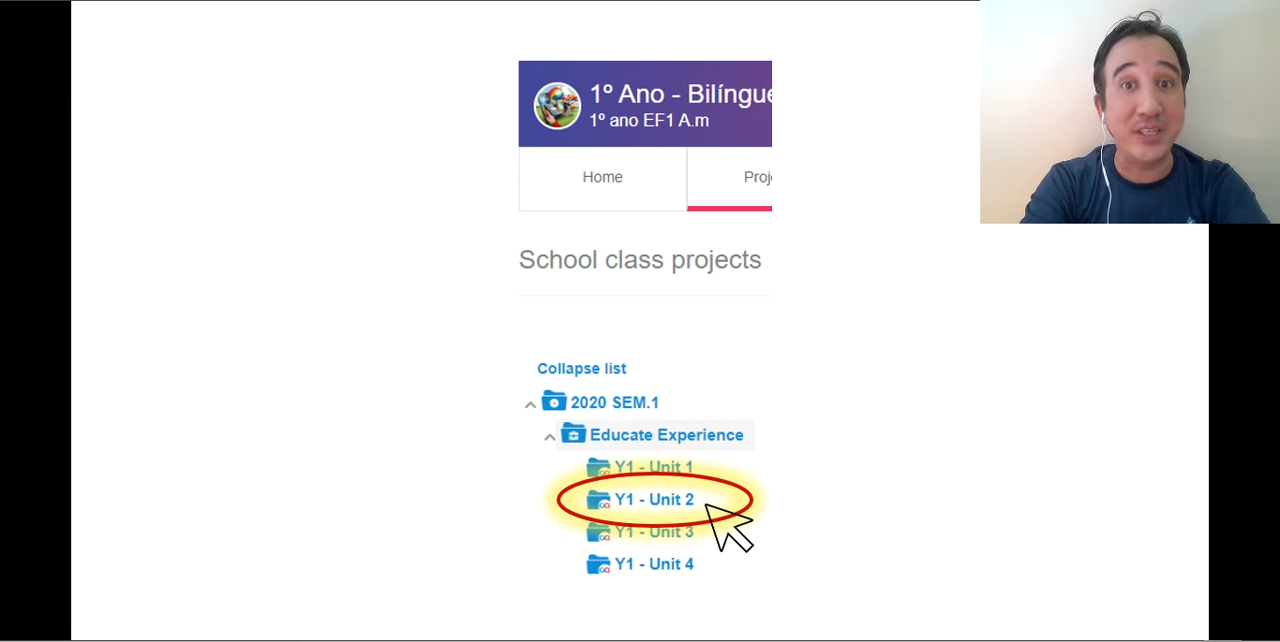 1º Ano - Bilíngue
1º ano EF1 A.m
Home
Proj
School class projects
Collapse list
2020 SEM.1
Educate Experience
Y1 - Unit 1
Y1 - Unit 2
Y1 - Unit 3
Y1 - Unit 4